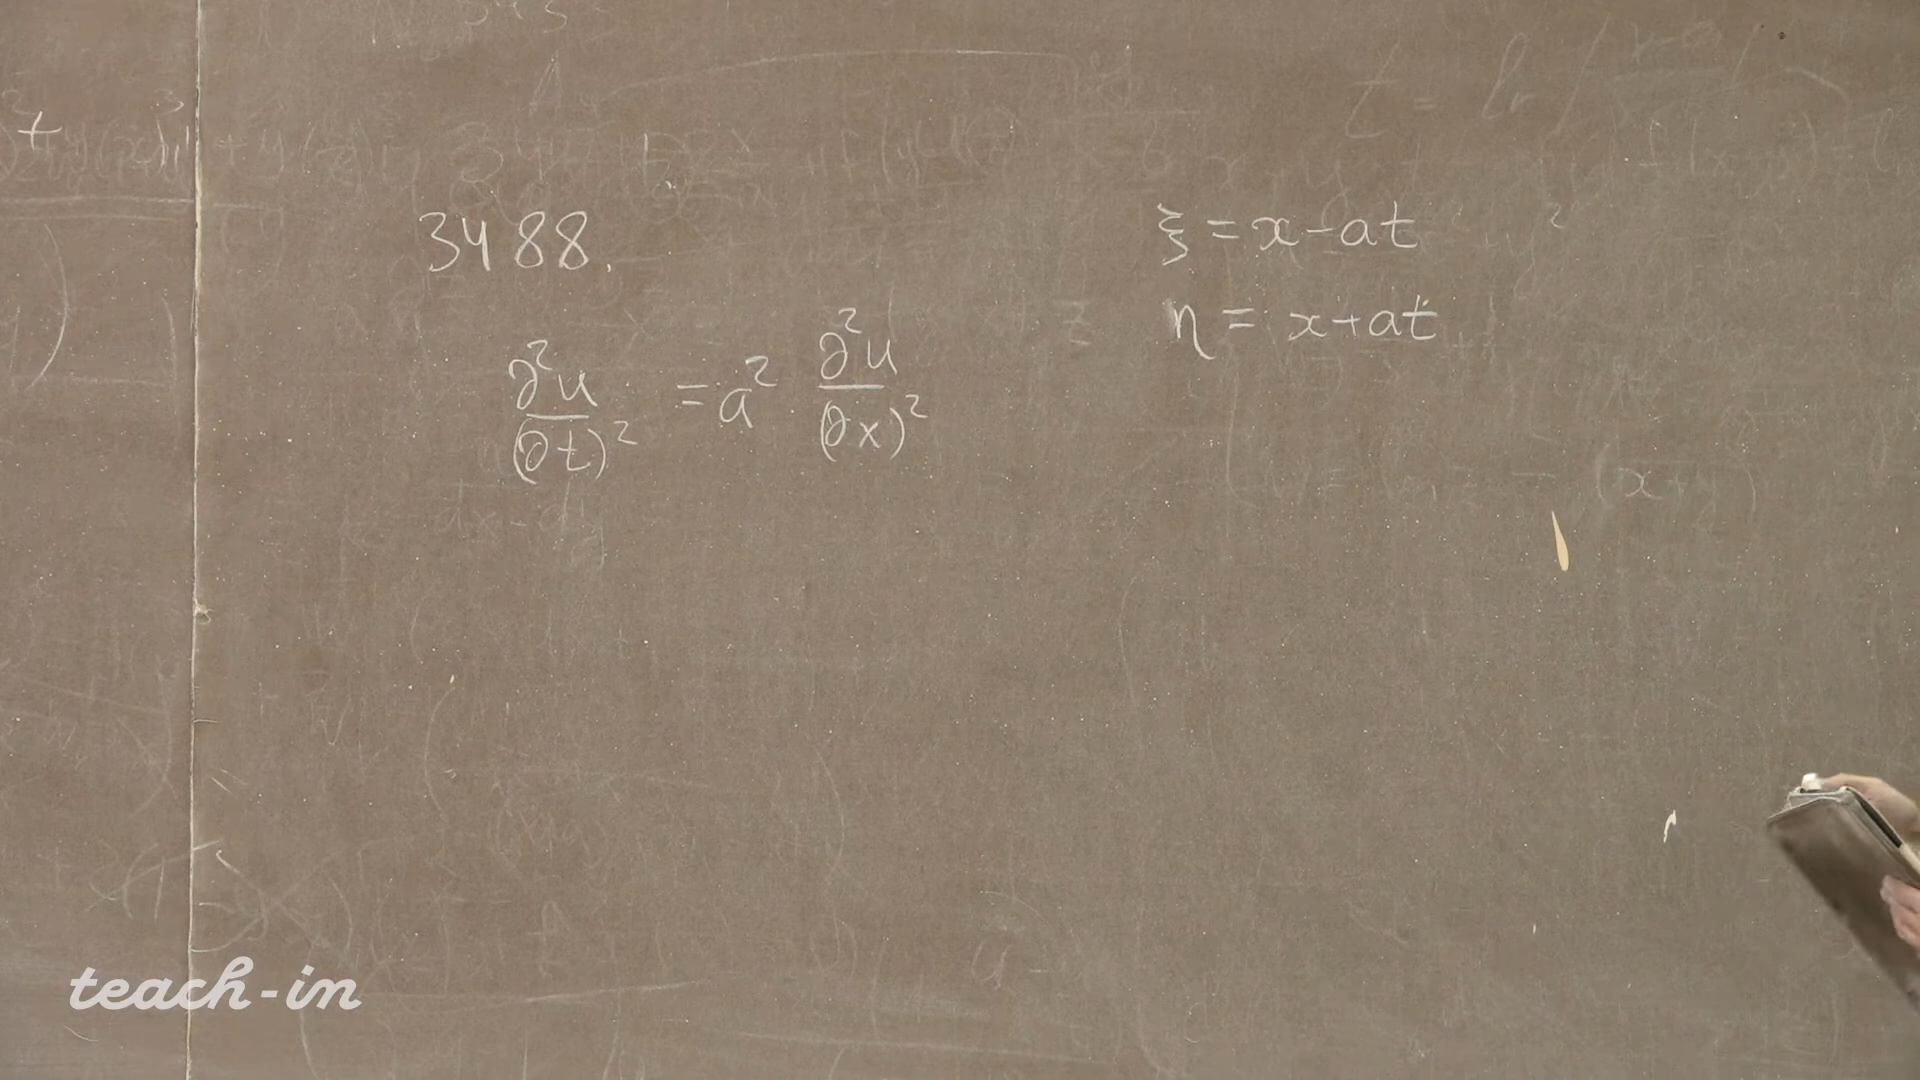 3488.
ξ = x - at
η = x + at
∂²u/(∂t)² = a² ∂²u/(∂x)²
teach-in